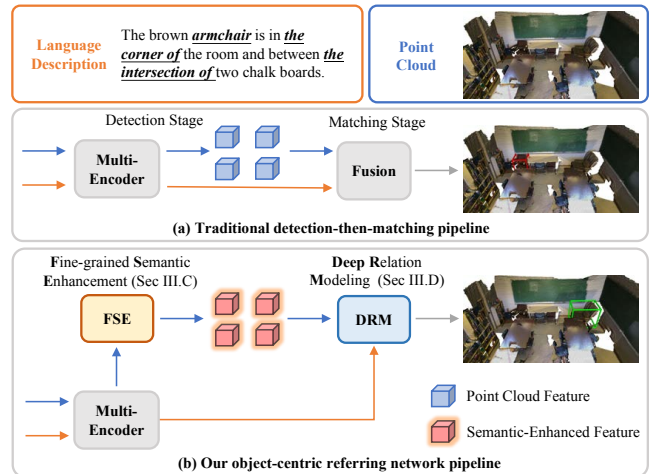 Language
Description
The brown armchair is in the
corner of the room and between the
intersection of two chalk boards.
Point
Cloud
Detection Stage
Matching Stage
Multi-
Encoder
Fusion
(a) Traditional detection-then-matching pipeline
Fine-grained Semantic
Enhancement (Sec III.C)
Deep Relation
Modeling (Sec III.D)
FSE
DRM
Multi-
Encoder
Point Cloud Feature
Semantic-Enhanced Feature
(b) Our object-centric referring network pipeline